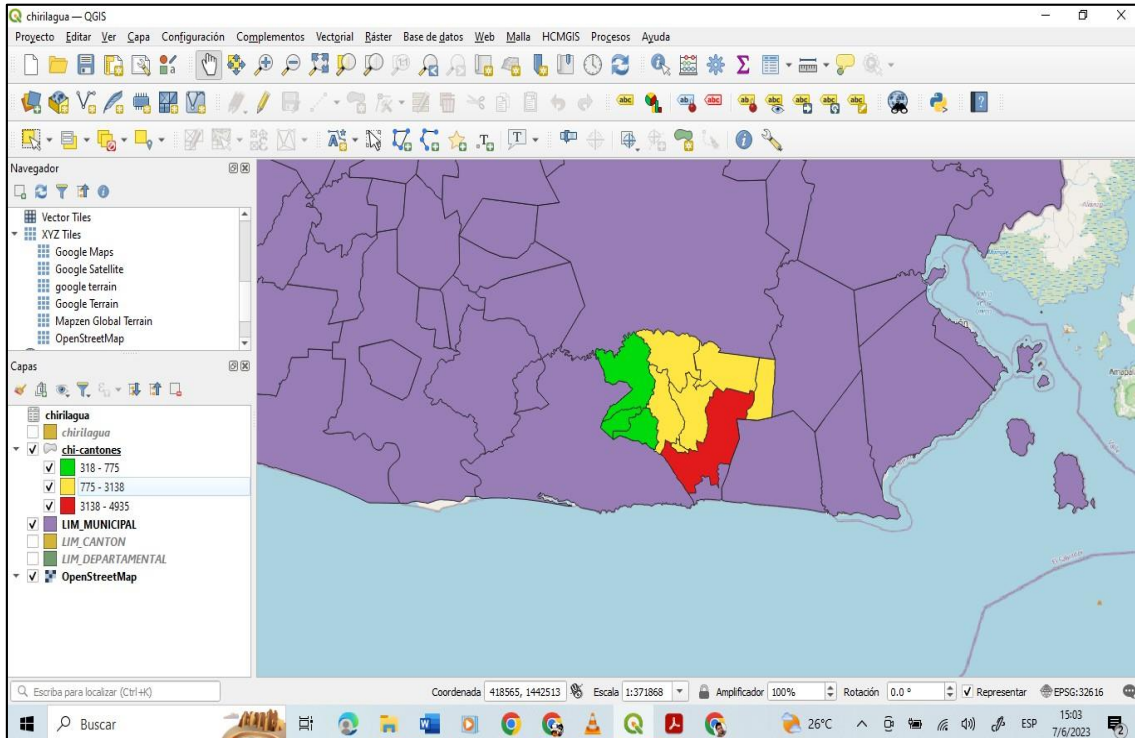 chirilagua — QGIS
Proyecto Editar Ver Capa Configuración Complementos Vectorial Ráster Base de datos Web Malla HCMGIS Procesos Ayuda
Navegador
Vector Tiles
XYZ Tiles
Google Maps
Google Satellite
google terrain
Google Terrain
Mapzen Global Terrain
OpenStreetMap
Capas
chirilagua
chirilagua
chi-cantones
318 - 775
775 - 3138
3138 - 4935
LIM_MUNICIPAL
LIM_CANTON
LIM_DEPARTAMENTAL
OpenStreetMap
Escriba para localizar (Ctrl+K) Coordenada 418565, 1442513 Escala 1:371868 Amplificador 100% Rotación 0.0 ° Representar EPSG:32616
Buscar 26°C ESP 15:03
7/6/2023 2